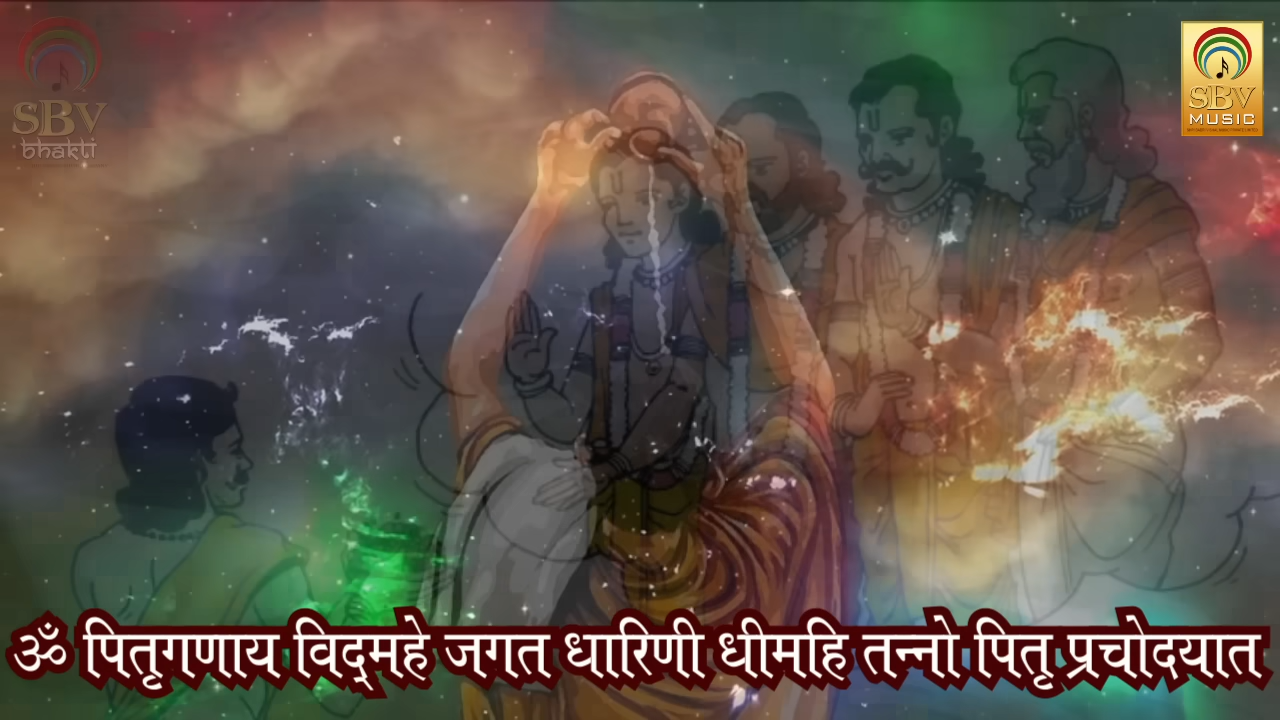 SBV
bhakti
SBV
MUSIC
ॐ पितृगणाय विद्महे जगत धारिणी धीमहि तन्नो पितृ प्रचोदयात